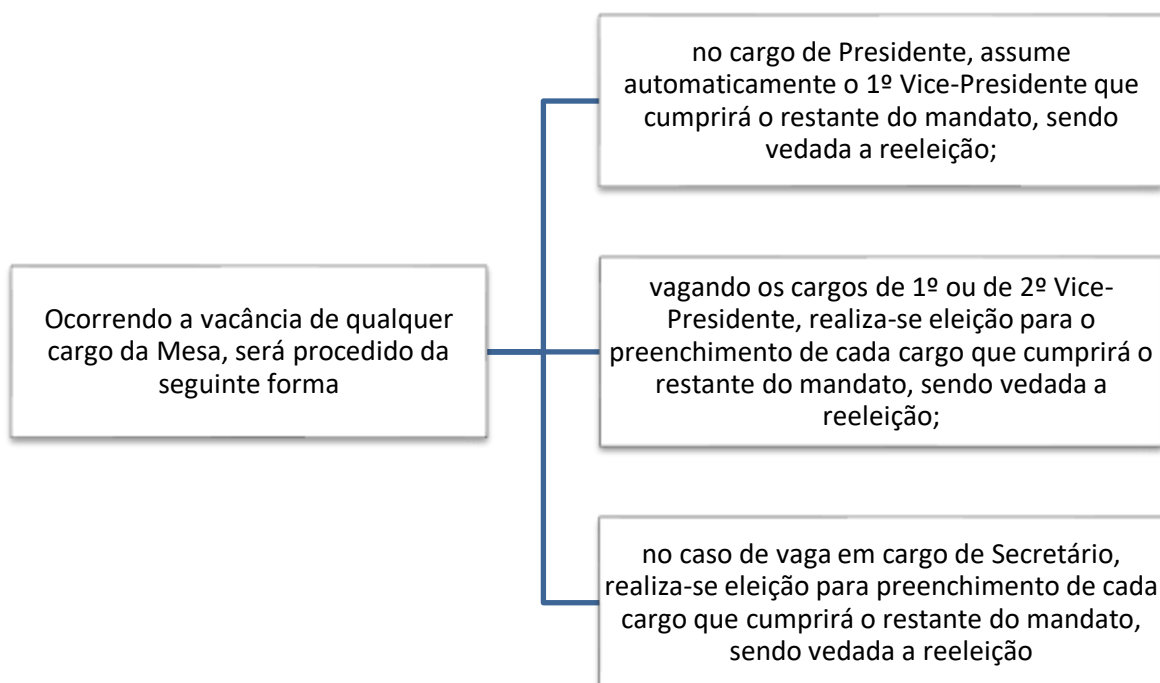 no cargo de Presidente, assume
automaticamente o 1º Vice-Presidente que
cumprirá o restante do mandato, sendo
vedada a reeleição;
Ocorrendo a vacância de qualquer
cargo da Mesa, será procedido da
seguinte forma
vagando os cargos de 1º ou de 2º Vice-
Presidente, realiza-se eleição para o
preenchimento de cada cargo que cumprirá o
restante do mandato, sendo vedada a
reeleição;
no caso de vaga em cargo de Secretário,
realiza-se eleição para preenchimento de cada
cargo que cumprirá o restante do mandato,
sendo vedada a reeleição